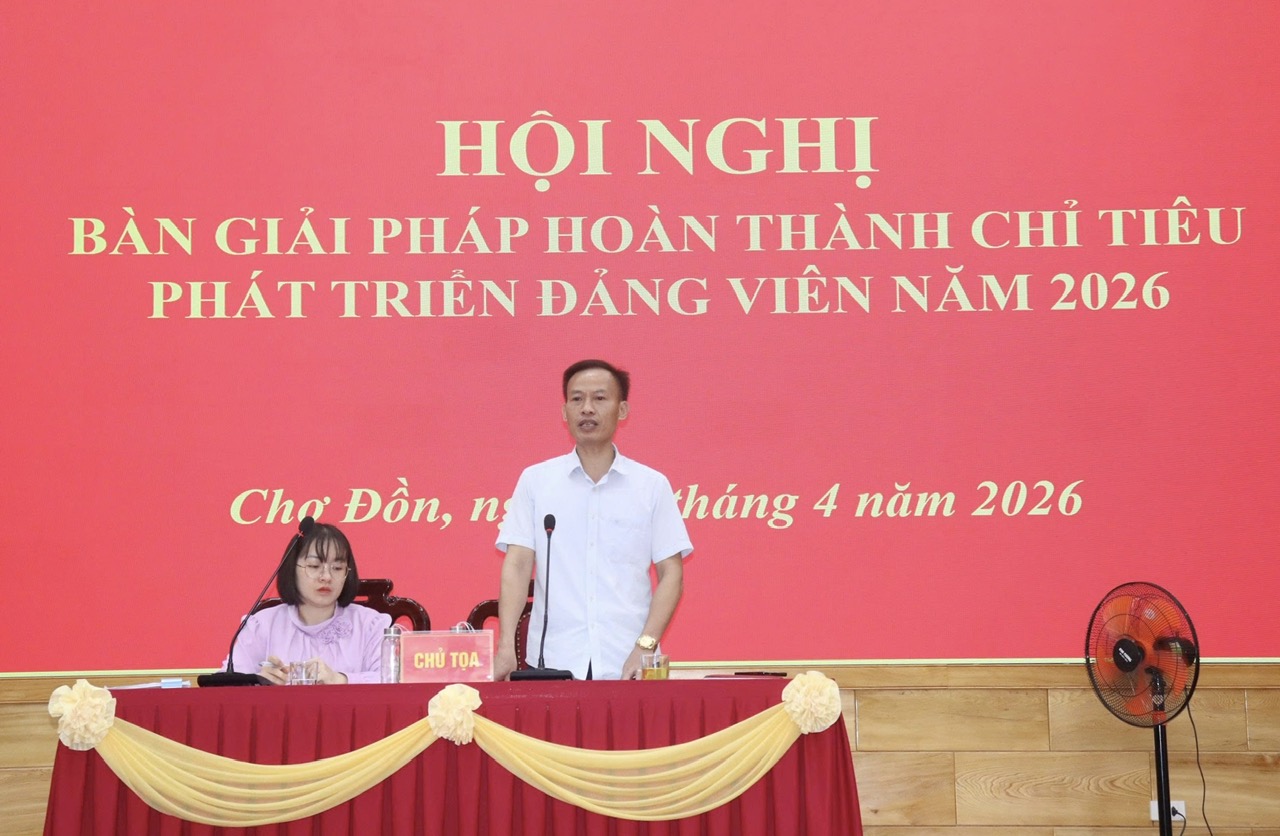 HỘI NGHỊ
BÀN GIẢI PHÁP HOÀN THÀNH CHỈ TIÊU
PHÁT TRIỂN ĐẢNG VIÊN NĂM 2026
Chợ Đồn, tháng 4 năm 2026
CHỦ TỌA